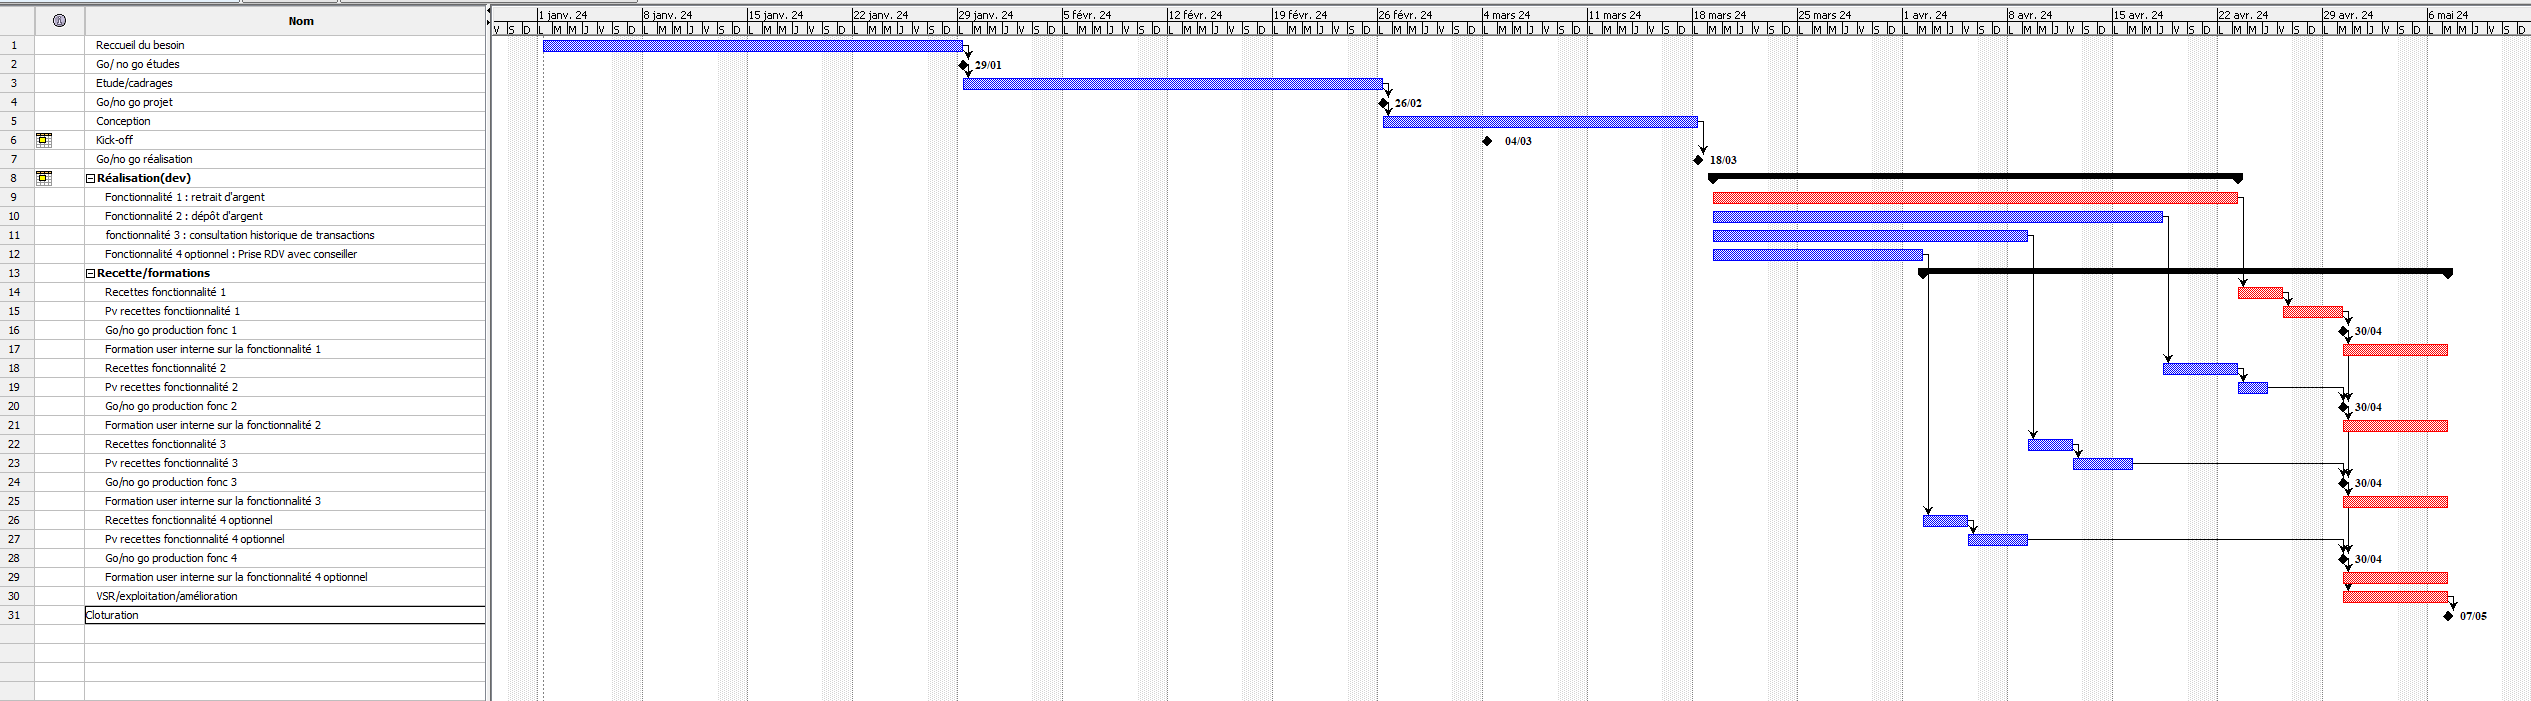 Nom
1 janv. 24 8 janv. 24 15 janv. 24 22 janv. 24 29 janv. 24 5 févr. 24 12 févr. 24 19 févr. 24 26 févr. 24 4 mars 24 11 mars 24 18 mars 24 25 mars 24 1 avr. 24 8 avr. 24 15 avr. 24 22 avr. 24 29 avr. 24 6 mai 24
V S D L M M J V S D L M M J V S D L M M J V S D L M M J V S D L M M J V S D L M M J V S D L M M J V S D L M M J V S D L M M J V S D L M M J V S D L M M J V S D L M M J V S D L M M J V S D L M M J V S D L M M J V S D L M M J V S D L M M J V S D L M M J V S D L M M J V S D
1 Reccueil du besoin
2 Go/ no go études 29/01
3 Etude/cadrages
4 Go/no go projet 26/02
5 Conception
6 Kick-off 04/03
7 Go/no go réalisation 18/03
8 Réalisation(dev)
9 Fonctionnalité 1 : retrait d'argent
10 Fonctionnalité 2 : dépôt d'argent
11 fonctionnalité 3 : consultation historique de transactions
12 Fonctionnalité 4 optionnel : Prise RDV avec conseiller
13 Recette/formations
14 Recettes fonctionnalité 1
15 Pv recettes fonctiionnalité 1
16 Go/no go production fonc 1 30/04
17 Formation user interne sur la fonctionnalité 1
18 Recettes fonctionnalité 2
19 Pv recettes fonctionnalité 2
20 Go/no go production fonc 2 30/04
21 Formation user interne sur la fonctionnalité 2
22 Recettes fonctionnalité 3
23 Pv recettes fonctionnalité 3
24 Go/no go production fonc 3 30/04
25 Formation user interne sur la fonctionnalité 3
26 Recettes fonctionnalité 4 optionnel
27 Pv recettes fonctionnalité 4 optionnel
28 Go/no go production fonc 4 30/04
29 Formation user interne sur la fonctionnalité 4 optionnel
30 VSR/exploitation/amélioration
31 Cloturation 07/05